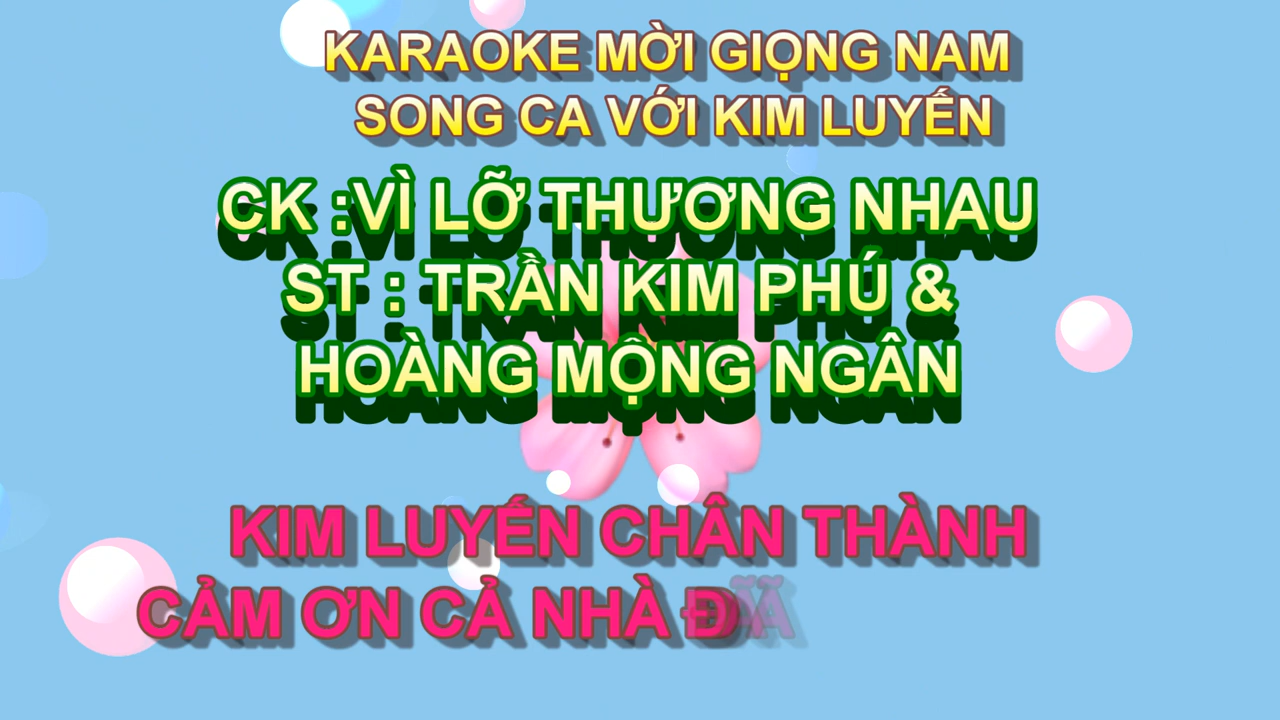 KARAOKE MỜI GIỌNG NAM
SONG CA VỚI KIM LUYẾN
CK :VÌ LỠ THƯƠNG NHAU
ST : TRẦN KIM PHÚ &
HOÀNG MỘNG NGÂN
KIM LUYẾN CHÂN THÀNH
CẢM ƠN CẢ NHÀ ĐÃ